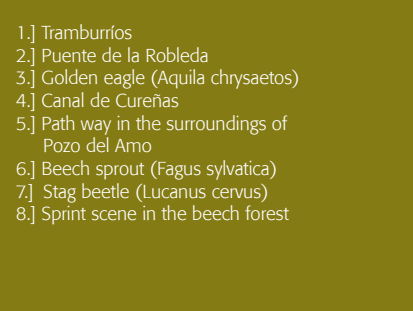 1.] Tramburríos
2.] Puente de la Robleda
3.] Golden eagle (Aquila chrysaetos)
4.] Canal de Cureñas
5.] Path way in the surroundings of
Pozo del Amo
6.] Beech sprout (Fagus sylvatica)
7.] Stag beetle (Lucanus cervus)
8.] Sprint scene in the beech forest